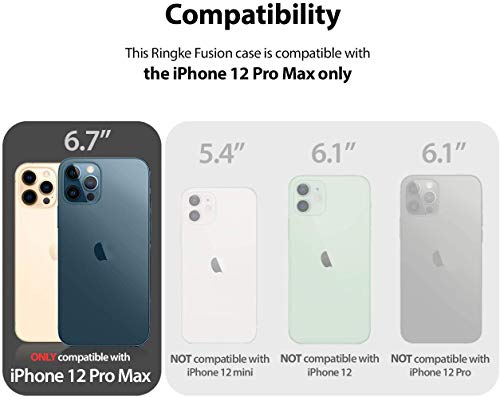 Compatibility
This Ringke Fusion case is compatible with
the iPhone 12 Pro Max only
6.7”
5.4”
6.1”
6.1”
ONLY compatible with
iPhone 12 Pro Max
NOT compatible with
iPhone 12 mini
NOT compatible with
iPhone 12
NOT compatible with
iPhone 12 Pro